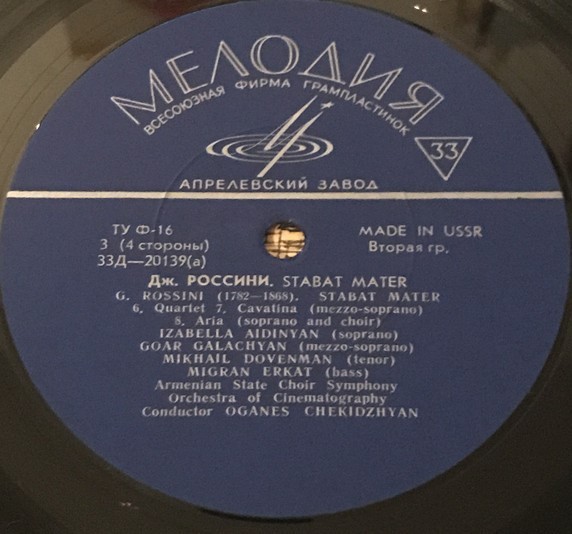 МЕЛОДИЯ
ВСЕСОЮЗНАЯ ФИРМА ГРАМПЛАСТИНОК
33
АПРЕЛЕВСКИЙ ЗАВОД
ТУ Ф-16
3 (4 стороны)
33Д—20139(а)
MADE IN USSR
Вторая гр.
Дж. РОССИНИ. STABAT MATER
G. ROSSINI (1782—1868). STABAT MATER
6. Quartet 7. Cavatina (mezzo-soprano)
8. Aria (soprano and choir)
IZABELLA AIDINYAN (soprano)
GOAR GALACHYAN (mezzo-soprano)
MIKHAIL DOVENMAN (tenor)
MIGRAN ERKAT (bass)
Armenian State Choir Symphony
Orchestra of Cinematography
Conductor OGANES CHEKIDZHYAN